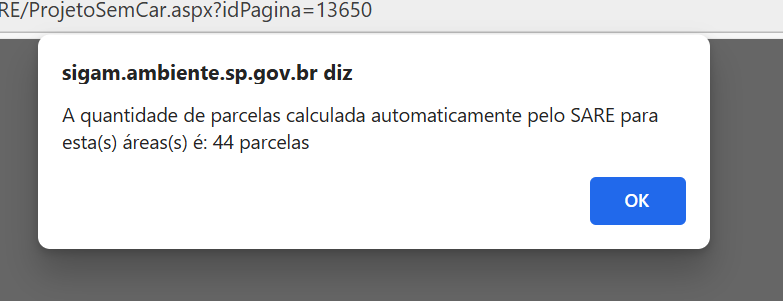 RE/ProjetoSemCar.aspx?idPagina=13650
sigam.ambiente.sp.gov.br diz
A quantidade de parcelas calculada automaticamente pelo SARE para
esta(s) áreas(s) é: 44 parcelas
OK